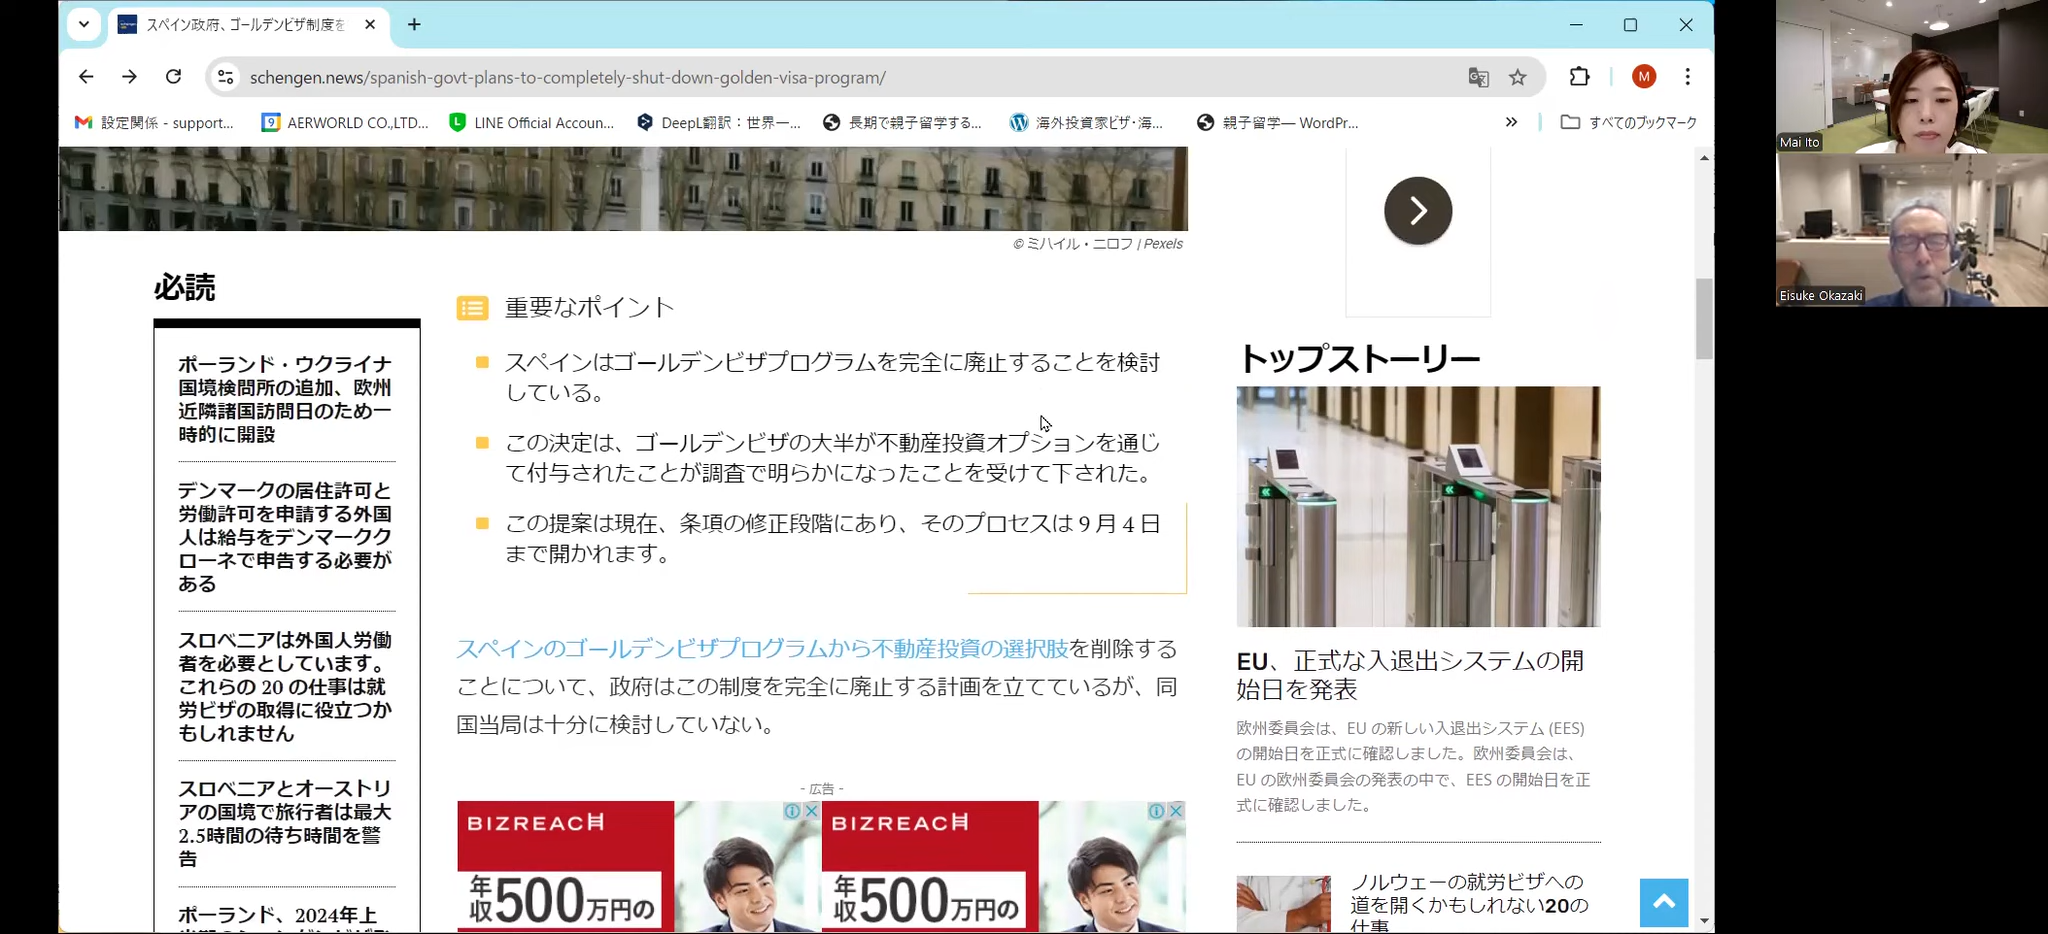 スペイン政府、ゴールデンビザ制度を
schengen.news/spanish-govt-plans-to-completely-shut-down-golden-visa-program/
M
設定関係 - support...
AERWORLD CO.,LTD...
LINE Official Accoun...
DeepL翻訳：世界一...
長期で親子留学する...
海外投資家ビザ・海...
親子留学— WordPr...
»
すべてのブックマーク
© ミハイル・ニロフ | Pexels
必読
ポーランド・ウクライナ
国境検問所の追加、欧州
近隣諸国訪問日のため一
時的に開設
デンマークの居住許可と
労働許可を申請する外国
人は給与をデンマークク
ローネで申告する必要が
ある
スロベニアは外国人労働
者を必要としています。
これらの 20 の仕事は就
労ビザの取得に役立つか
もしれません
スロベニアとオーストリ
アの国境で旅行者は最大
2.5時間の待ち時間を警
告
ポーランド、2024年上
重要なポイント
スペインはゴールデンビザプログラムを完全に廃止することを検討
している。
この決定は、ゴールデンビザの大半が不動産投資オプションを通じ
て付与されたことが調査で明らかになったことを受けて下された。
この提案は現在、条項の修正段階にあり、そのプロセスは 9 月 4 日
まで開かれます。
スペインのゴールデンビザプログラムから不動産投資の選択肢を削除する
ことについて、政府はこの制度を完全に廃止する計画を立てているが、同
国当局は十分に検討していない。
- 広告 -
BIZREACH
年収500万円の
BIZREACH
年収500万円の
トップストーリー
EU、正式な入退出システムの開
始日を発表
欧州委員会は、EU の新しい入退出システム (EES)
の開始日を正式に確認しました。欧州委員会は、
EU の欧州委員会の発表の中で、EES の開始日を正
式に確認しました。
ノルウェーの就労ビザへの
道を開くかもしれない20の
仕事
Mai Ito
Eisuke Okazaki